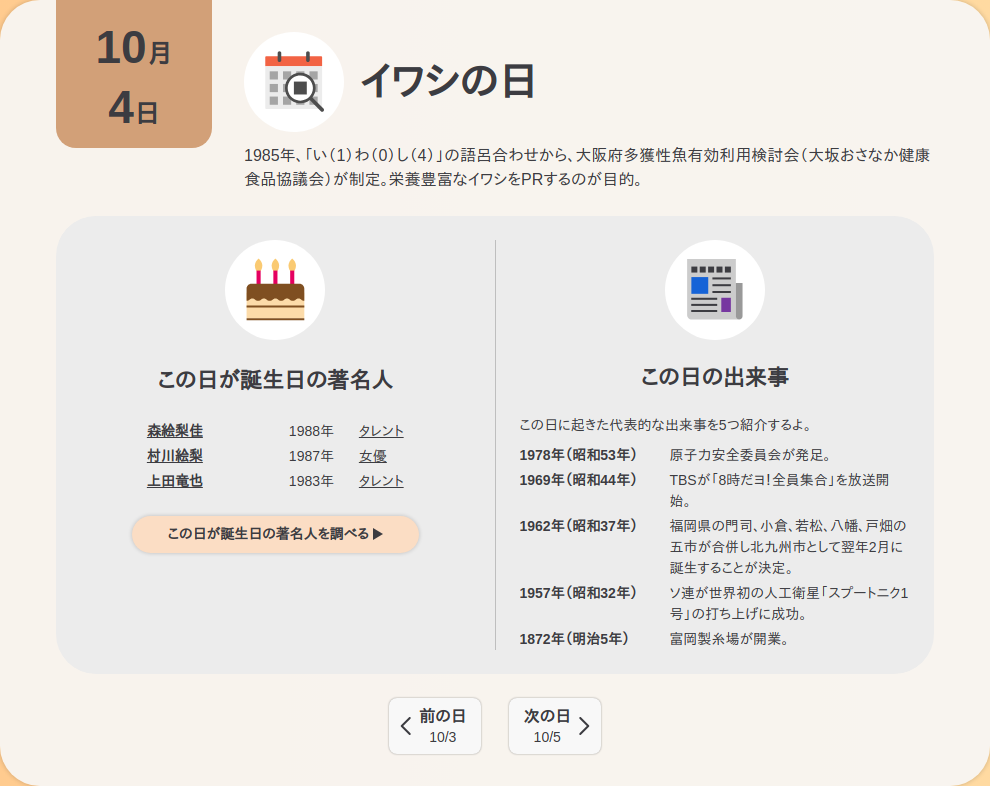 10月
4日
イワシの日
1985年、「い(1)わ(0)し(4)」の語呂合わせから、大阪府多獲性魚有効利用検討会(大坂おさなか健康
食品協議会)が制定。栄養豊富なイワシをPRするのが目的。
この日が誕生日の著名人
森絵梨佳 1988年 タレント
村川絵梨 1987年 女優
上田竜也 1983年 タレント
この日が誕生日の著名人を調べる▶
この日の出来事
この日に起きた代表的な出来事を5つ紹介するよ。
1978年(昭和53年) 原子力安全委員会が発足。
1969年(昭和44年) TBSが「8時だヨ!全員集合」を放送開
始。
1962年(昭和37年) 福岡県の門司、小倉、若松、八幡、戸畑の
五市が合併し北九州市として翌年2月に
誕生することが決定。
1957年(昭和32年) ソ連が世界初の人工衛星「スプートニク1
号」の打ち上げに成功。
1872年(明治5年) 富岡製糸場が開業。
前の日
10/3
次の日
10/5